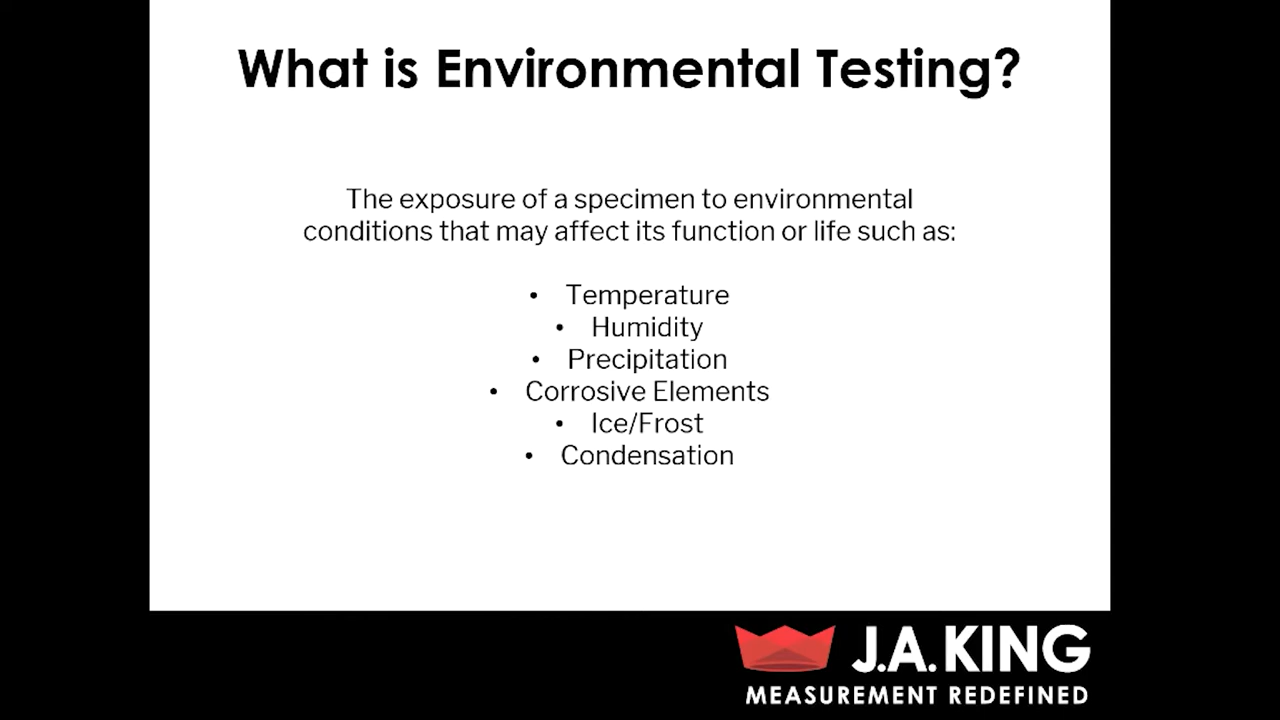 What is Environmental Testing?
The exposure of a specimen to environmental
conditions that may affect its function or life such as:
• Temperature
• Humidity
• Precipitation
• Corrosive Elements
• Ice/Frost
• Condensation
J.A. KING
MEASUREMENT REDEFINED